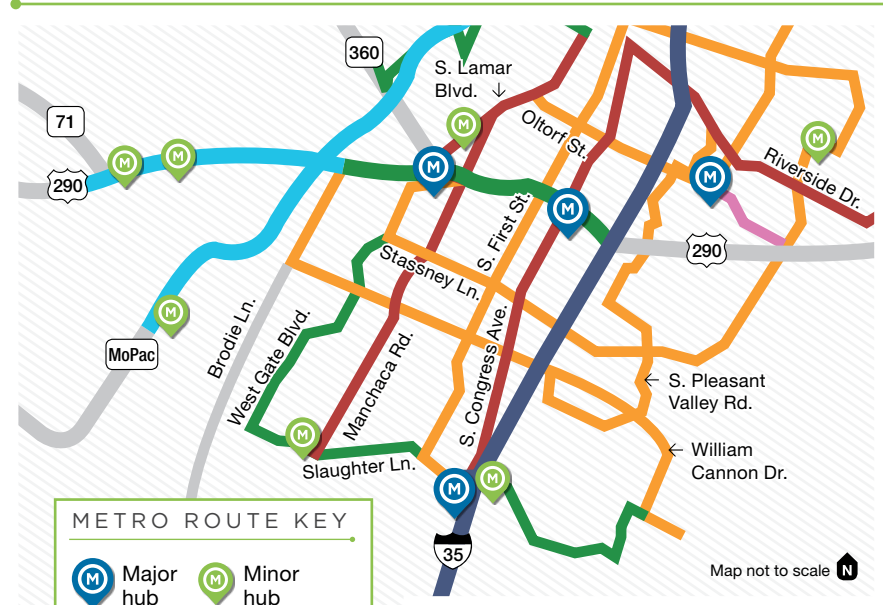 360
S. Lamar
Blvd.
71
Oltorf St.
290
Riverside Dr.
S. First St.
290
Stassney Ln.
Brodie Ln.
West Gate Blvd.
Manchaca Rd.
S. Congress Ave.
MoPac
S. Pleasant
Valley Rd.
William
Cannon Dr.
Slaughter Ln.
M
M
M
M
M
M
M
M
M
M
35
METRO ROUTE KEY
M Major
hub
M Minor
hub
Map not to scale N